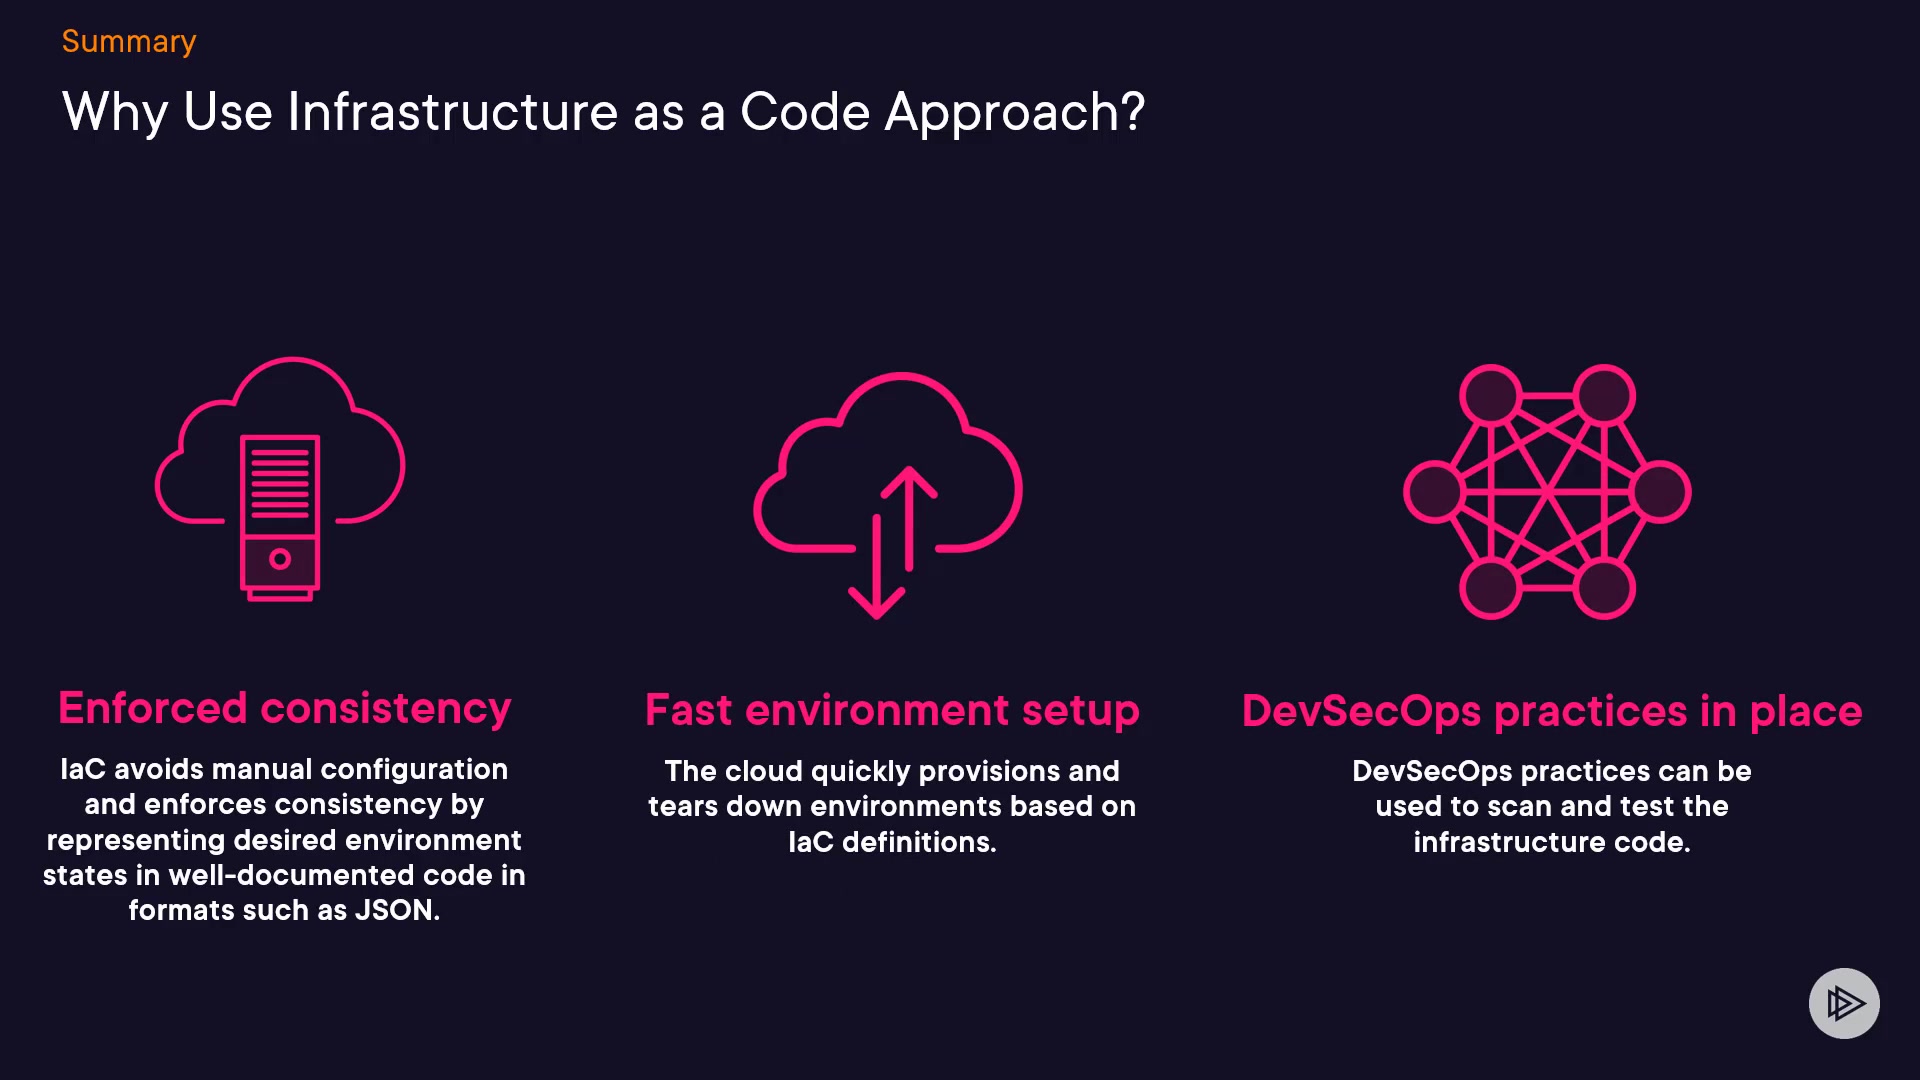 Summary
Why Use Infrastructure as a Code Approach?
Enforced consistency
IaC avoids manual configuration
and enforces consistency by
representing desired environment
states in well-documented code in
formats such as JSON.
Fast environment setup
The cloud quickly provisions and
tears down environments based on
IaC definitions.
DevSecOps practices in place
DevSecOps practices can be
used to scan and test the
infrastructure code.